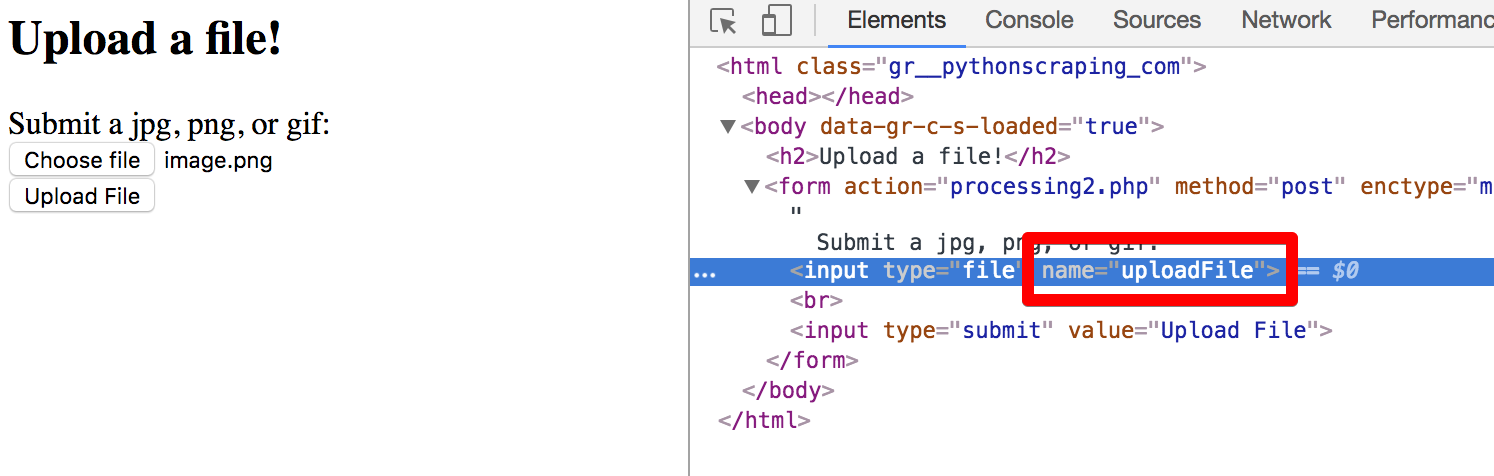 Upload a file!
Submit a jpg, png, or gif:
Choose file image.png
Upload File
Elements Console Sources Network Performanc
<html class="gr__pythonscraping_com">
<head></head>
▼<body data-gr-c-s-loaded="true">
<h2>Upload a file!</h2>
▼<form action="processing2.php" method="post" enctype="m
"
Submit a jpg, png, or gif:
... <input type="file" name="uploadFile"> == $0
<br>
<input type="submit" value="Upload File">
</form>
</body>
</html>